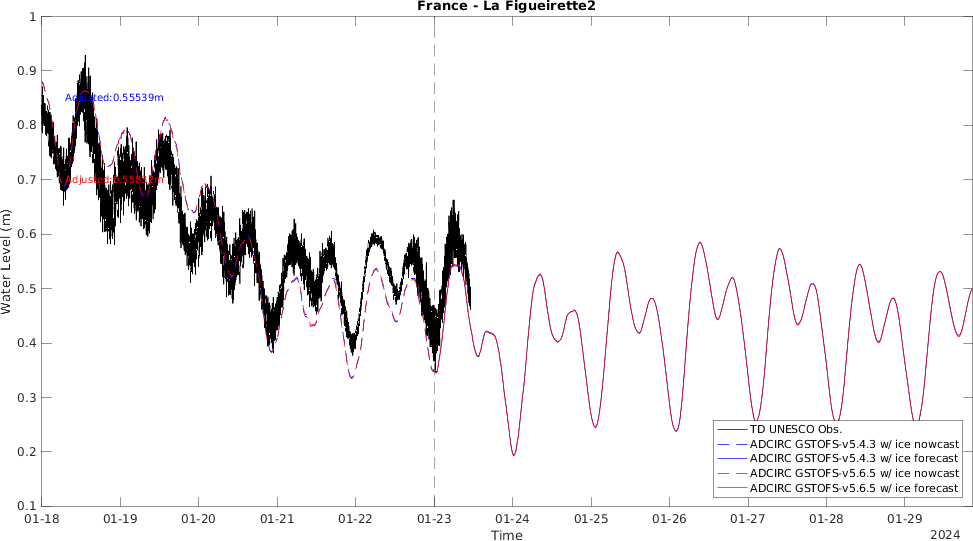 France - La Figueirette2
1
0.9
0.8
0.7
0.6
0.5
0.4
0.3
0.2
0.1
Water Level (m)
Adjusted:0.55539m
TD UNESCO Obs.
ADCIRC GSTOFS-v5.4.3 w/ ice nowcast
ADCIRC GSTOFS-v5.4.3 w/ ice forecast
ADCIRC GSTOFS-v5.6.5 w/ ice nowcast
ADCIRC GSTOFS-v5.6.5 w/ ice forecast
01-18 01-19 01-20 01-21 01-22 01-23 01-24 01-25 01-26 01-27 01-28 01-29
Time
2024